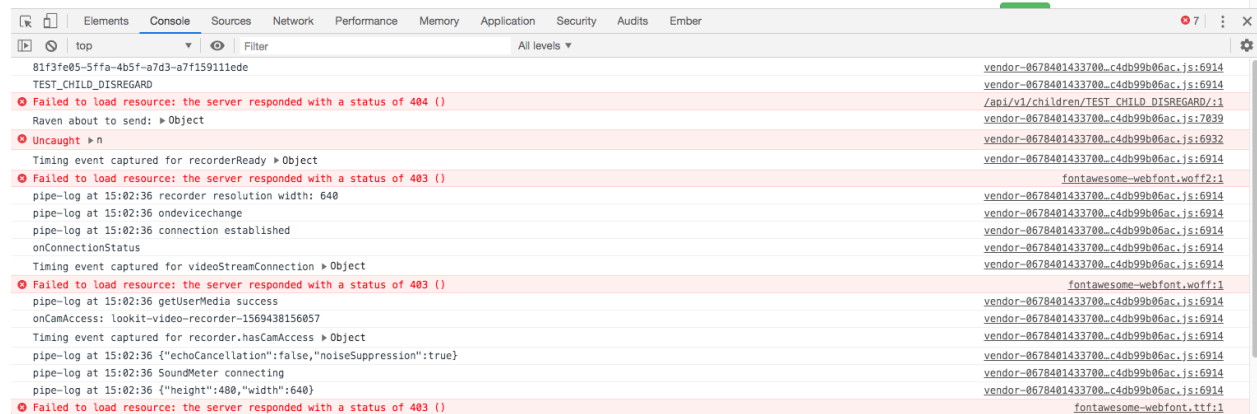 Elements Console Sources Network Performance Memory Application Security Audits Ember 7
top Filter All levels
81f3fe05-5ffa-4b5f-a7d3-a7f159111ede vendor-0678401433700…c4db99b06ac.js:6914
TEST_CHILD_DISREGARD vendor-0678401433700…c4db99b06ac.js:6914
Failed to load resource: the server responded with a status of 404 () /api/v1/children/TEST_CHILD_DISREGARD/:1
Raven about to send: ▶Object vendor-0678401433700…c4db99b06ac.js:7039
Uncaught ▶n vendor-0678401433700…c4db99b06ac.js:6932
Timing event captured for recorderReady ▶Object vendor-0678401433700…c4db99b06ac.js:6914
Failed to load resource: the server responded with a status of 403 () fontawesome-webfont.woff2:1
pipe-log at 15:02:36 recorder resolution width: 640 vendor-0678401433700…c4db99b06ac.js:6914
pipe-log at 15:02:36 ondevicechange vendor-0678401433700…c4db99b06ac.js:6914
pipe-log at 15:02:36 connection established vendor-0678401433700…c4db99b06ac.js:6914
onConnectionStatus vendor-0678401433700…c4db99b06ac.js:6914
Timing event captured for videoStreamConnection ▶Object vendor-0678401433700…c4db99b06ac.js:6914
Failed to load resource: the server responded with a status of 403 () fontawesome-webfont.woff:1
pipe-log at 15:02:36 getUserMedia success vendor-0678401433700…c4db99b06ac.js:6914
onCamAccess: lookit-video-recorder-1569438156057 vendor-0678401433700…c4db99b06ac.js:6914
Timing event captured for recorder.hasCamAccess ▶Object vendor-0678401433700…c4db99b06ac.js:6914
pipe-log at 15:02:36 {"echoCancellation":false,"noiseSuppression":true} vendor-0678401433700…c4db99b06ac.js:6914
pipe-log at 15:02:36 SoundMeter connecting vendor-0678401433700…c4db99b06ac.js:6914
pipe-log at 15:02:36 {"height":480,"width":640} vendor-0678401433700…c4db99b06ac.js:6914
Failed to load resource: the server responded with a status of 403 () fontawesome-webfont.ttf:1